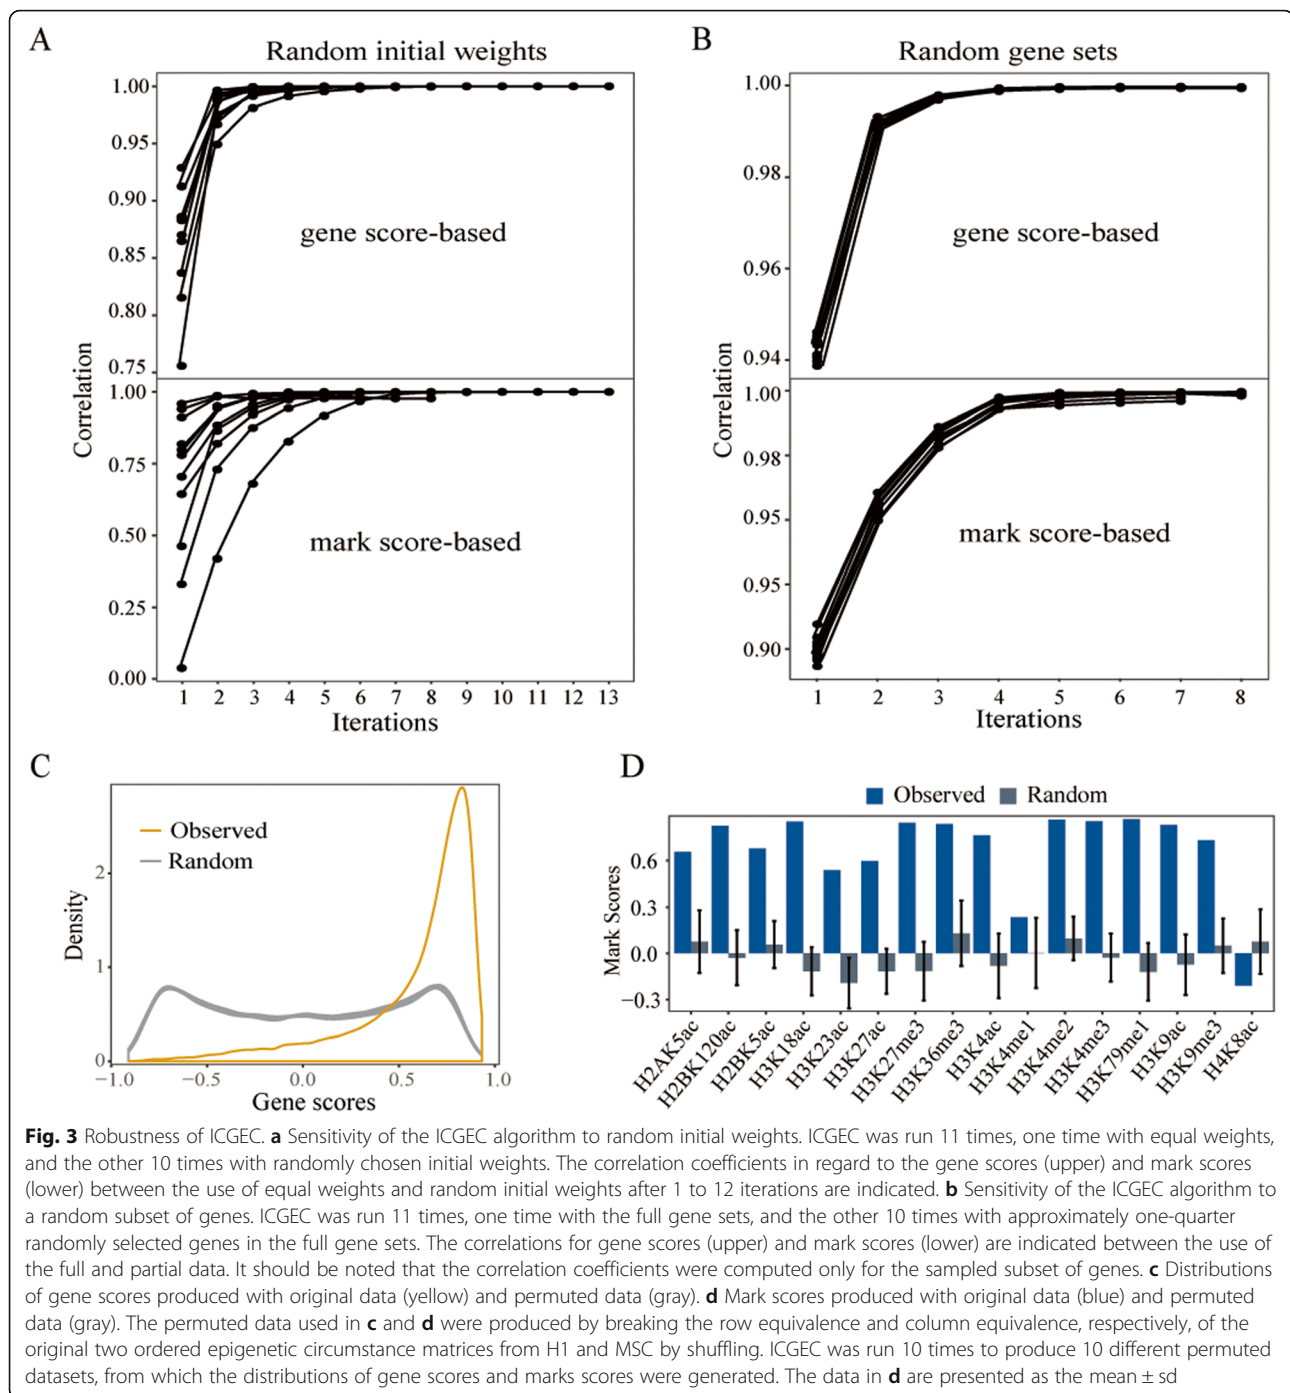 A
Random initial weights
1.00
0.95
0.90
0.85
0.80
0.75
gene score-based
1.00
0.75
0.50
0.25
0.00
mark score-based
Correlation
1 2 3 4 5 6 7 8 9 10 11 12 13
Iterations
B
Random gene sets
1.00
0.98
0.96
0.94
gene score-based
1.00
0.98
0.95
0.95
0.90
mark score-based
Correlation
1 2 3 4 5 6 7 8
Iterations
C
Observed
Random
Density
2
1
0
−1.0 −0.5 0.0 0.5 1.0
Gene scores
D
Observed Random
Mark Scores
0.6
0.3
0.0
−0.3
H2AK5ac
H2BK120ac
H2BK5ac
H3K18ac
H3K23ac
H3K27ac
H3K27me3
H3K36me3
H3K4ac
H3K4me1
H3K4me2
H3K4me3
H3K79me1
H3K9ac
H3K9me3
H4K8ac
Fig. 3 Robustness of ICGEC. a Sensitivity of the ICGEC algorithm to random initial weights. ICGEC was run 11 times, one time with equal weights,
and the other 10 times with randomly chosen initial weights. The correlation coefficients in regard to the gene scores (upper) and mark scores
(lower) between the use of equal weights and random initial weights after 1 to 12 iterations are indicated. b Sensitivity of the ICGEC algorithm to
a random subset of genes. ICGEC was run 11 times, one time with the full gene sets, and the other 10 times with approximately one-quarter
randomly selected genes in the full gene sets. The correlations for gene scores (upper) and mark scores (lower) are indicated between the use of
the full and partial data. It should be noted that the correlation coefficients were computed only for the sampled subset of genes. c Distributions
of gene scores produced with original data (yellow) and permuted data (gray). d Mark scores produced with original data (blue) and permuted
data (gray). The permuted data used in c and d were produced by breaking the row equivalence and column equivalence, respectively, of the
original two ordered epigenetic circumstance matrices from H1 and MSC by shuffling. ICGEC was run 10 times to produce 10 different permuted
datasets, from which the distributions of gene scores and marks scores were generated. The data in d are presented as the mean ± sd